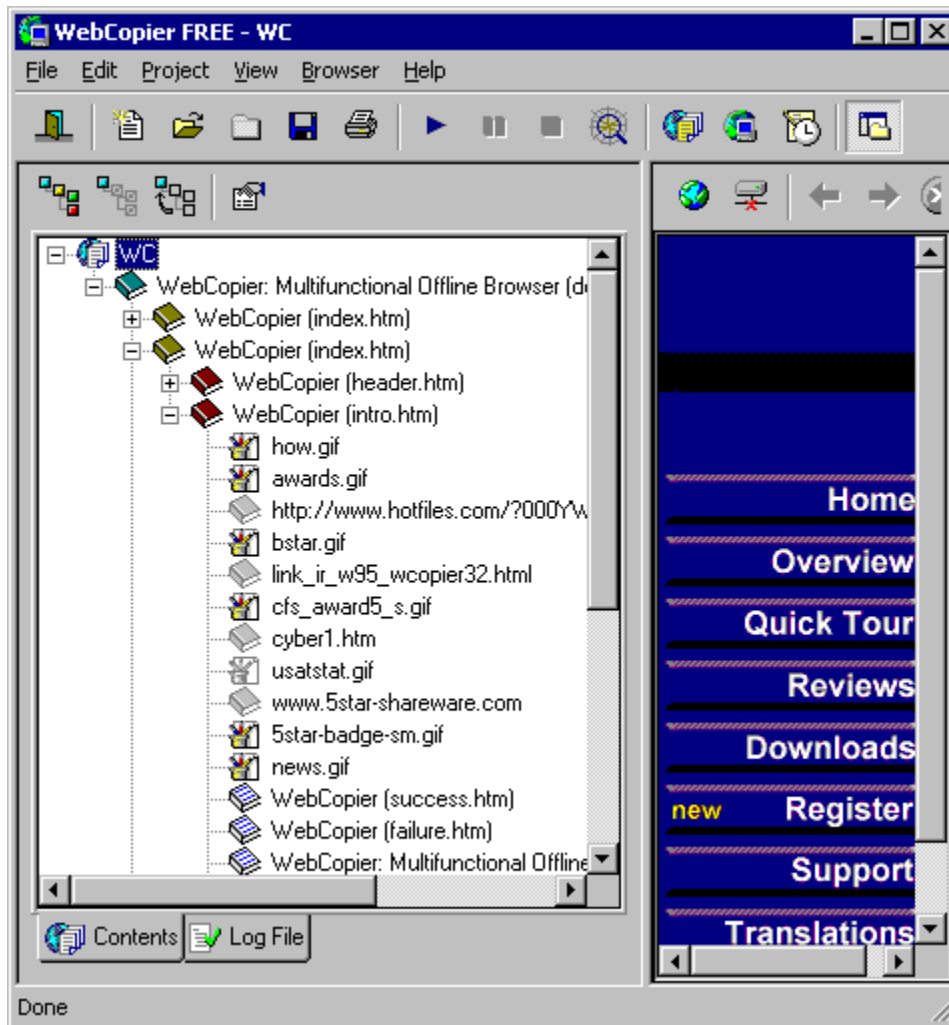 WebCopier FREE - WC
File Edit Project View Browser Help
WC
WebCopier: Multifunctional Offline Browser (de
WebCopier (index.htm)
WebCopier (index.htm)
WebCopier (header.htm)
WebCopier (intro.htm)
how.gif
awards.gif
http://www.hotfiles.com/?000YW
bstar.gif
link_ir_w95_wcopier32.html
cfs_award5_s.gif
cyber1.htm
usatstat.gif
www.5star-shareware.com
5star-badge-sm.gif
news.gif
WebCopier (success.htm)
WebCopier (failure.htm)
WebCopier: Multifunctional Offline
Contents Log File
Home
Overview
Quick Tour
Reviews
Downloads
new Register
Support
Translations
Done